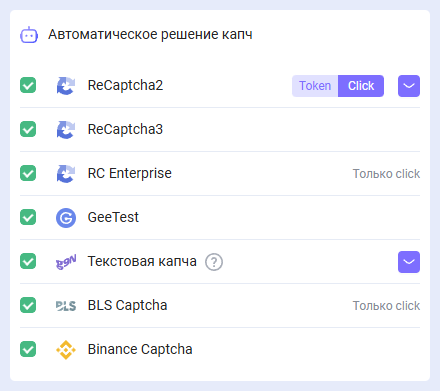 Автоматическое решение капч
ReCaptcha2 Token Click
ReCaptcha3
RC Enterprise Только click
GeeTest
Текстовая капча ?
BLS BLS Captcha Только click
Binance Captcha